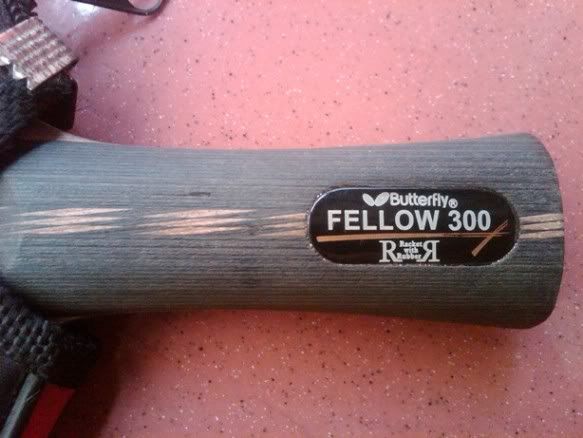 Butterfly®
FELLOW 300
Racket
with
RubbeR